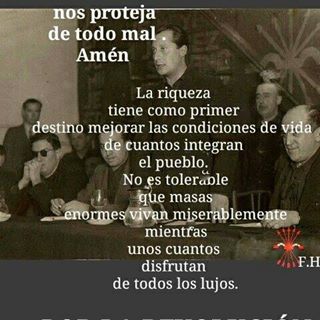 nos proteja
de todo mal .
Amén
La riqueza
tiene como primer
destino mejorar las condiciones de vida
de cuantos integran
el pueblo.
No es tolerable
que masas
enormes vivan miserablemente
mientras
unos cuantos
disfrutan
de todos los lujos.
F.H